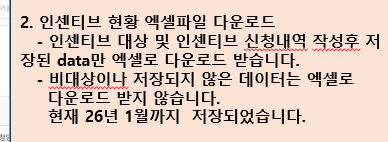 2. 인센티브 현황 엑셀파일 다운로드
- 인센티브 대상 및 인센티브 신청내역 작성후 저
장된 data만 엑셀로 다운로드 받습니다.
- 비대상이나 저장되지 않은 데이터는 엑셀로
다운로드 받지 않습니다.
현재 26년 1월까지 저장되었습니다.